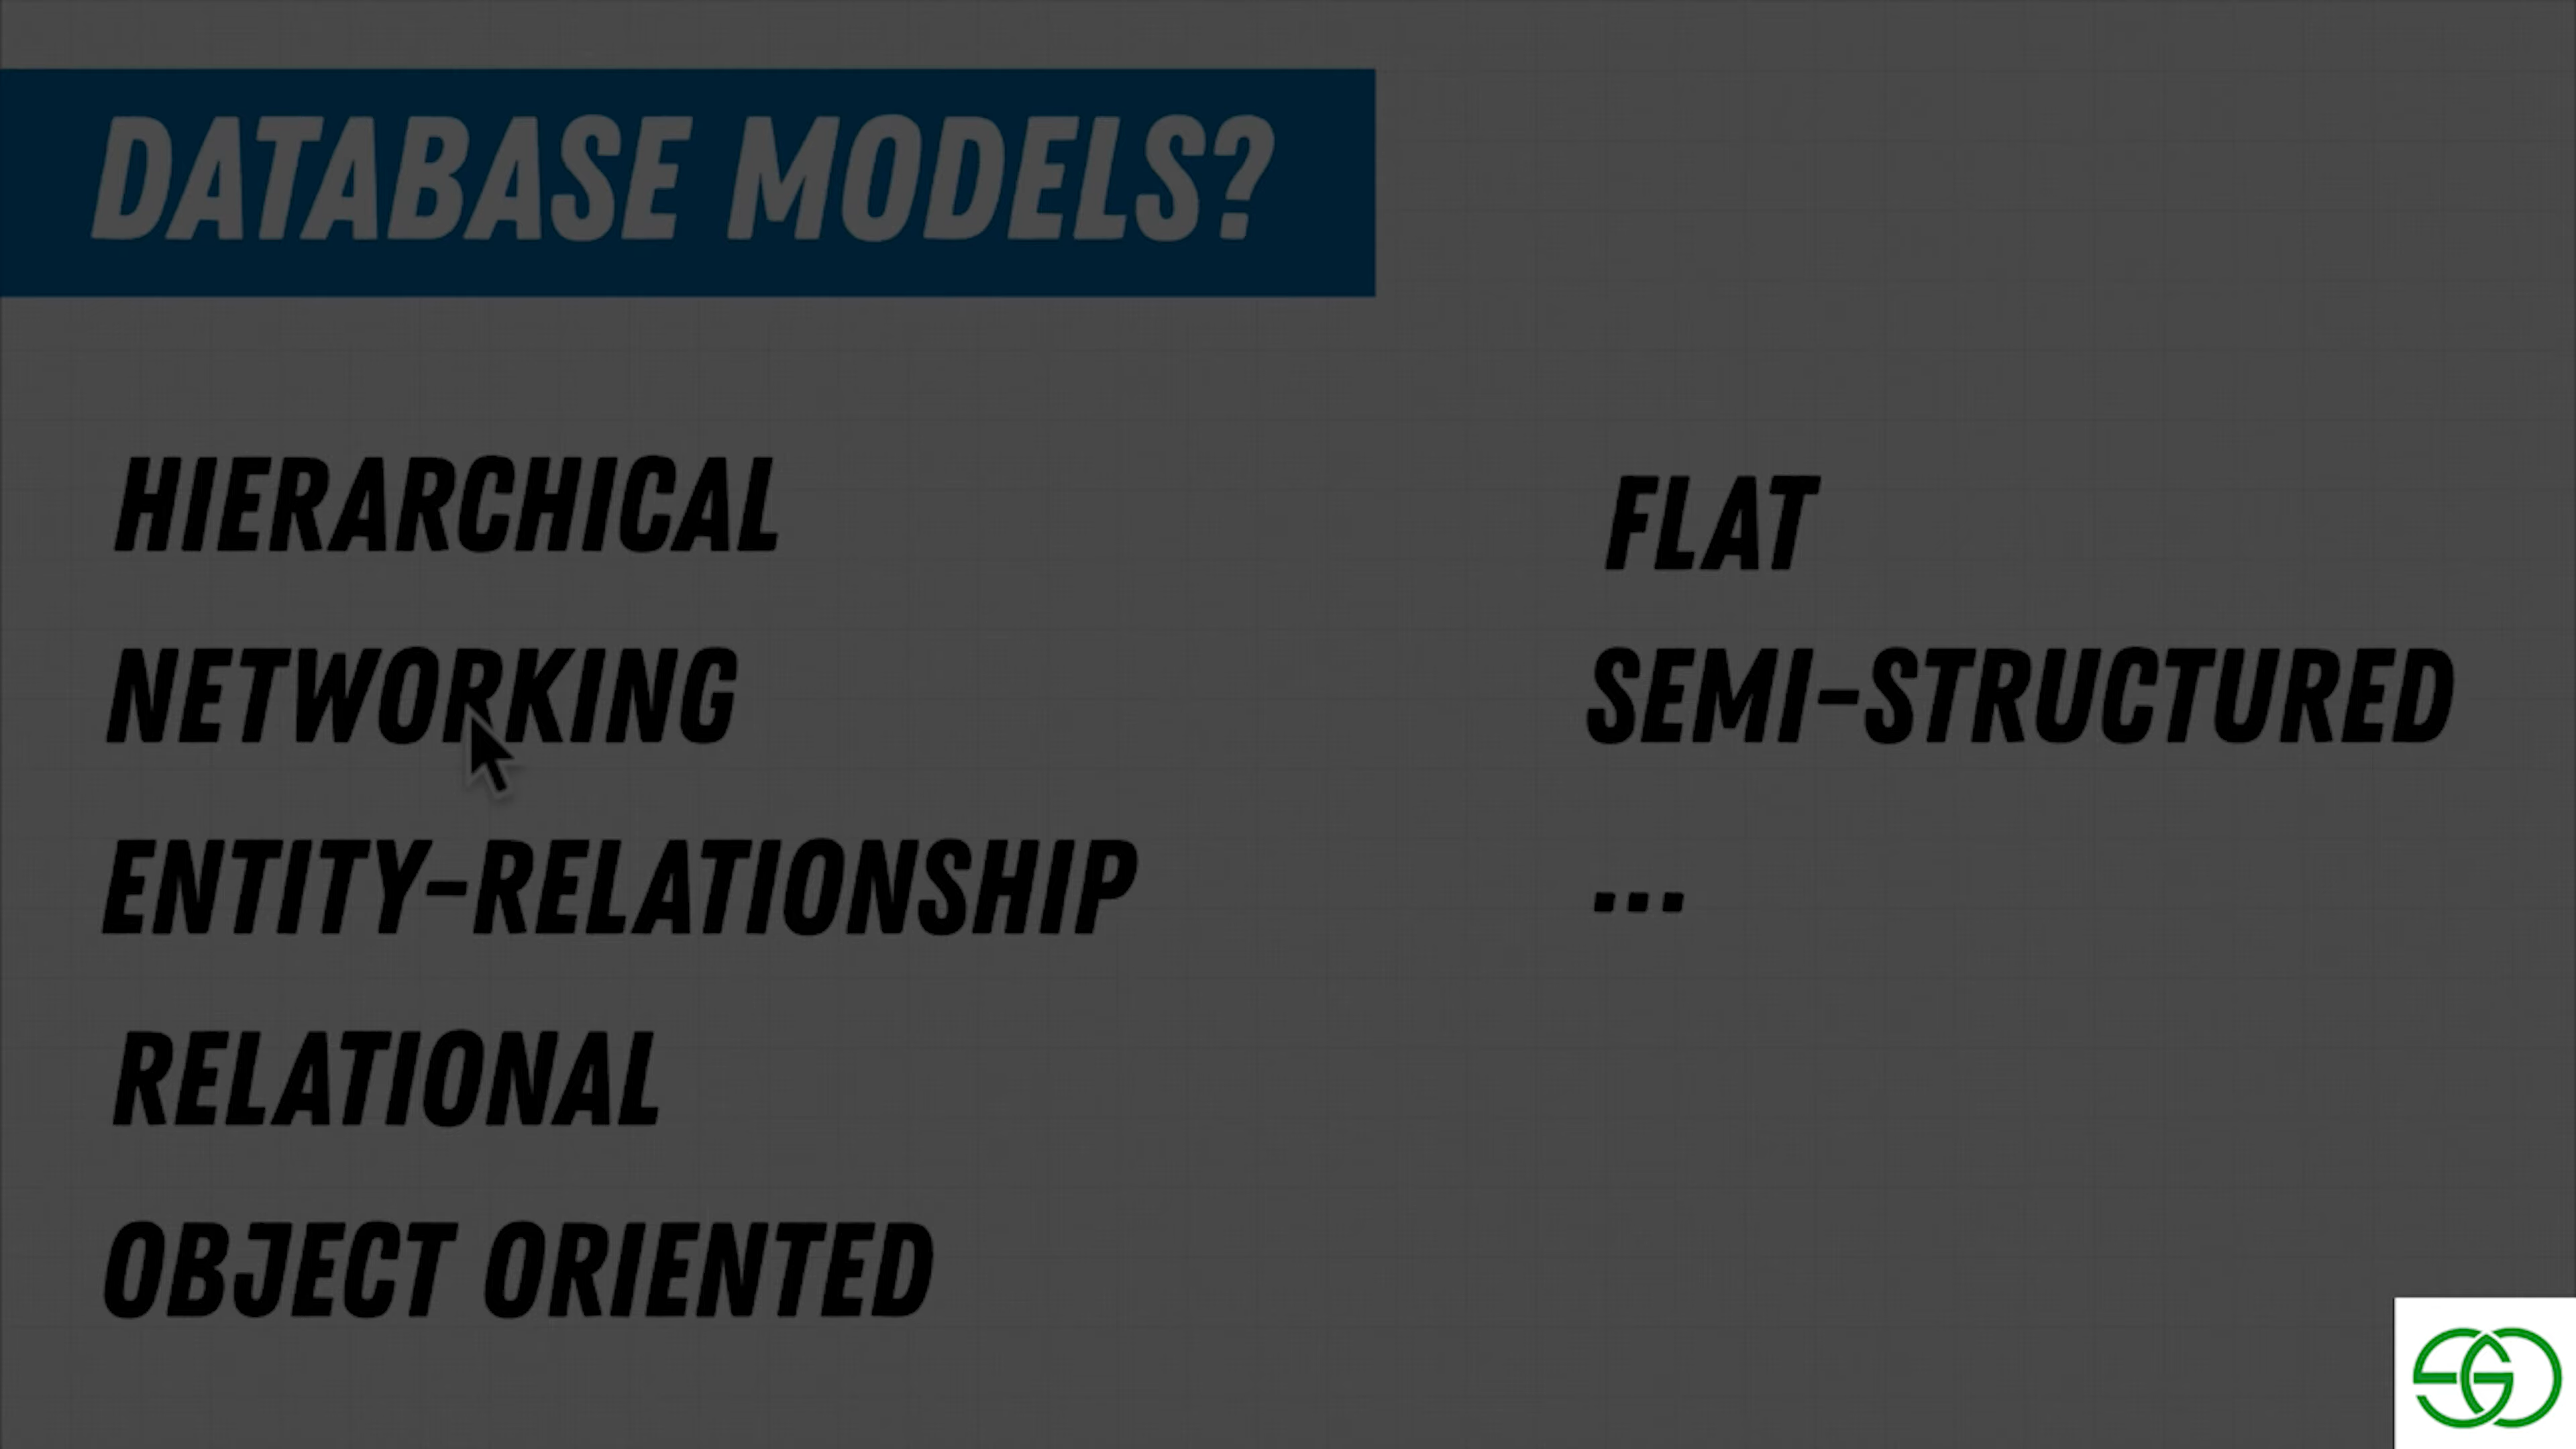 DATABASE MODELS?
HIERARCHICAL
NETWORKING
ENTITY-RELATIONSHIP
RELATIONAL
OBJECT ORIENTED
FLAT
SEMI-STRUCTURED
...